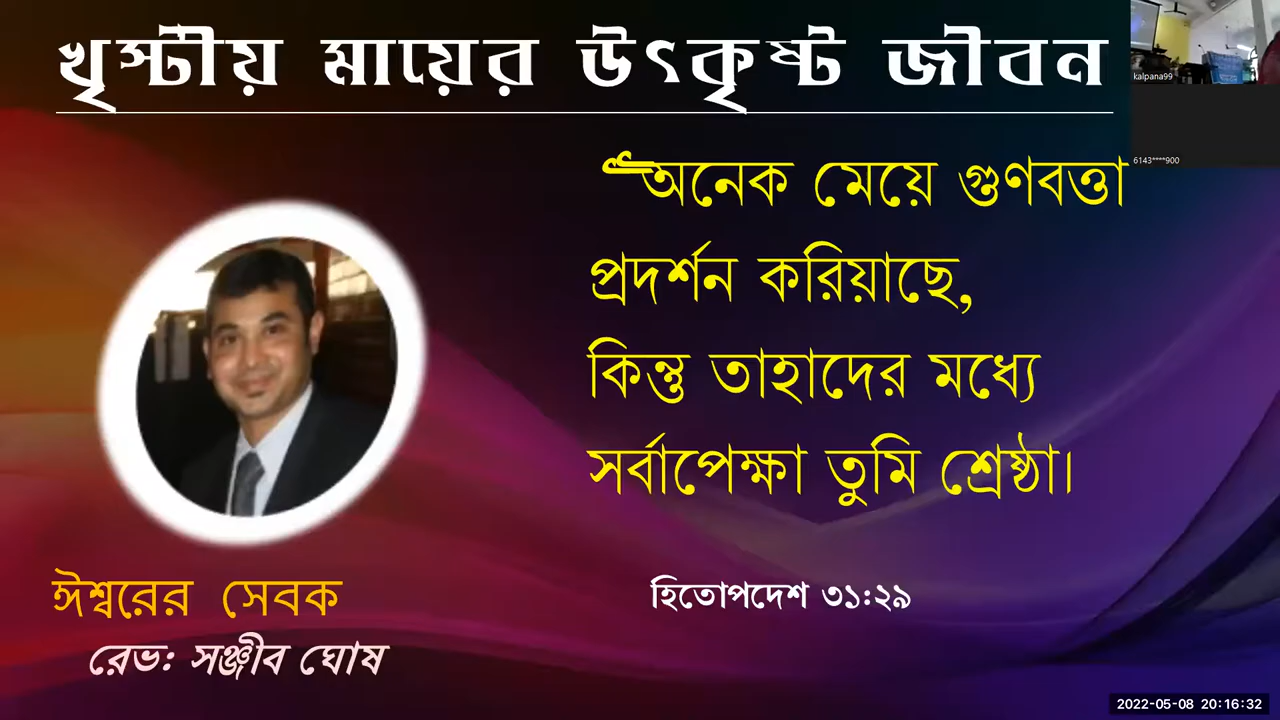 খৃস্টীয় মায়ের উৎকৃষ্ট জীবন
kalpana99
6143****900
“অনেক মেয়ে গুণবত্তা
প্রদর্শন করিয়াছে,
কিন্তু তাহাদের মধ্যে
সর্বাপেক্ষা তুমি শ্রেষ্ঠা।
হিতোপদেশ ৩১:২৯
ঈশ্বরের সেবক
রেভ: সঞ্জীব ঘোষ
2022-05-08 20:16:32